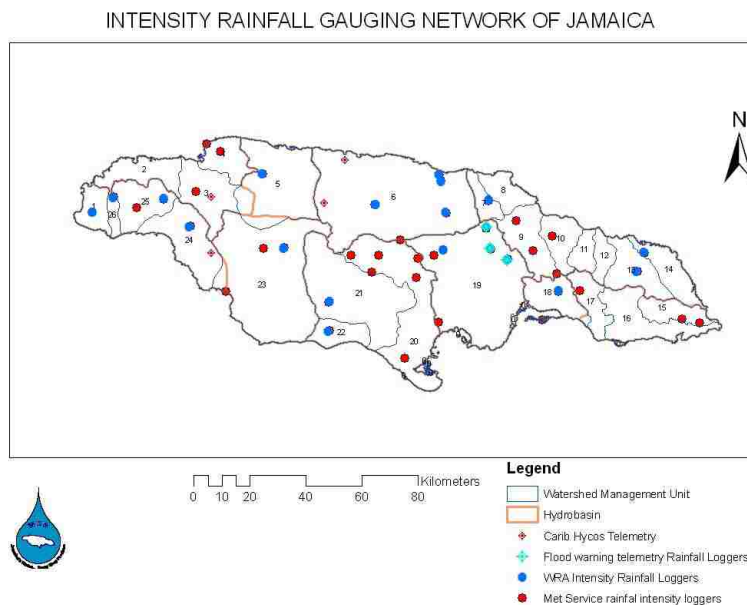 INTENSITY RAINFALL GAUGING NETWORK OF JAMAICA
N
2
5
8
3
6
7
1
25
26
9
10
24
11
12
13
14
23
21
19
18
17
15
16
22
20
Kilometers
0 10 20 40 60 80
Legend
Watershed Management Unit
Hydrobasin
Carib Hycos Telemetry
Flood warning telemetry Rainfall Loggers
WRA Intensity Rainfall Loggers
Met Service rainfal intensity loggers